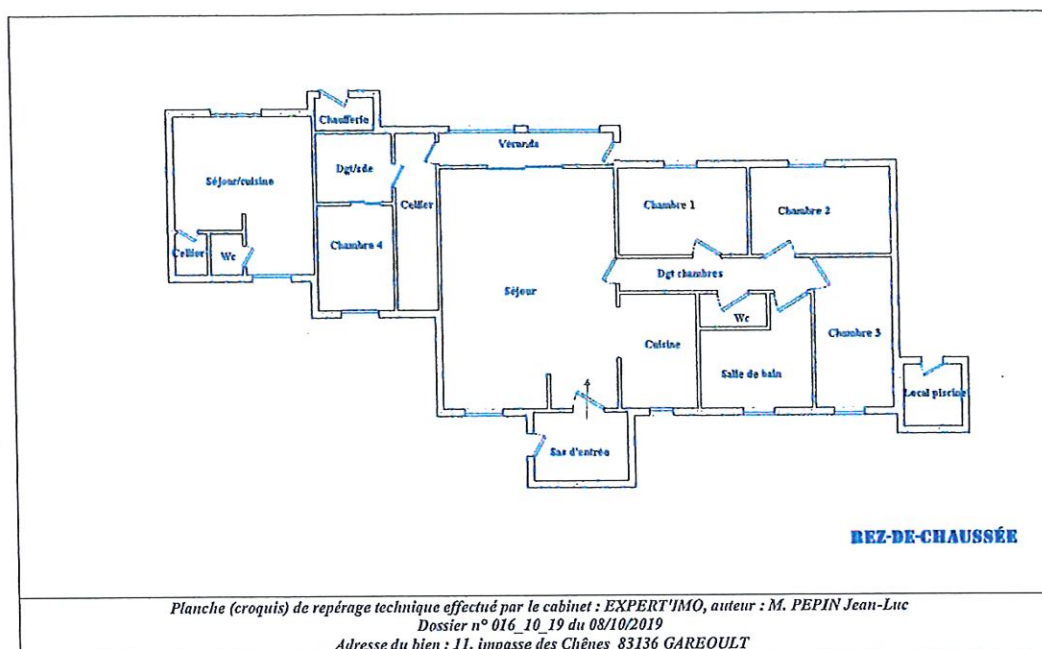 Chaufferie
Véranda
Séjour/cuisine
Dgt/sde
Cellier
Chambre 1
Chambre 2
Cellier
Wc
Chambre 4
Dgt chambres
Séjour
Wc
Cuisine
Chambre 3
Salle de bain
Local piscine
Sas d'entrée
REZ-DE-CHAUSSÉE
Planche (croquis) de repérage technique effectué par le cabinet : EXPERT'IMO, auteur : M. PEPIN Jean-Luc
Dossier n° 016_10_19 du 08/10/2019
Adresse du bien : 11, impasse des Chênes 83136 GAREOULT